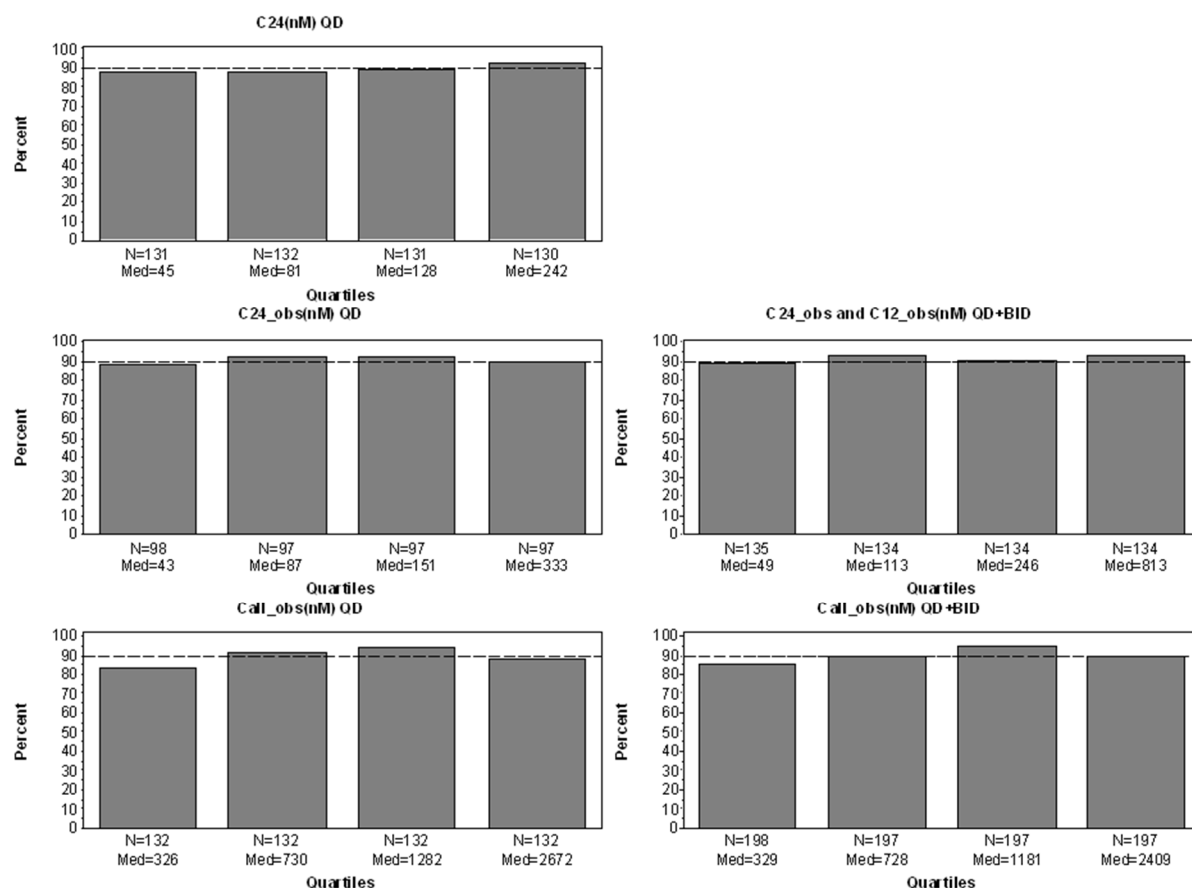 C24(nM) QD
Percent
100
90
80
70
60
50
40
30
20
10
0
N=131 N=132 N=131 N=130
Med=45 Med=81 Med=128 Med=242
Quartiles
C24_obs(nM) QD
Percent
100
90
80
70
60
50
40
30
20
10
0
N=98 N=97 N=97 N=97
Med=43 Med=87 Med=151 Med=333
Quartiles
C24_obs and C12_obs(nM) QD+BID
Percent
100
90
80
70
60
50
40
30
20
10
0
N=135 N=134 N=134 N=134
Med=49 Med=113 Med=246 Med=813
Quartiles
Call_obs(nM) QD
Percent
100
90
80
70
60
50
40
30
20
10
0
N=132 N=132 N=132 N=132
Med=326 Med=730 Med=1282 Med=2672
Quartiles
Call_obs(nM) QD+BID
Percent
100
90
80
70
60
50
40
30
20
10
0
N=198 N=197 N=197 N=197
Med=329 Med=728 Med=1181 Med=2409
Quartiles